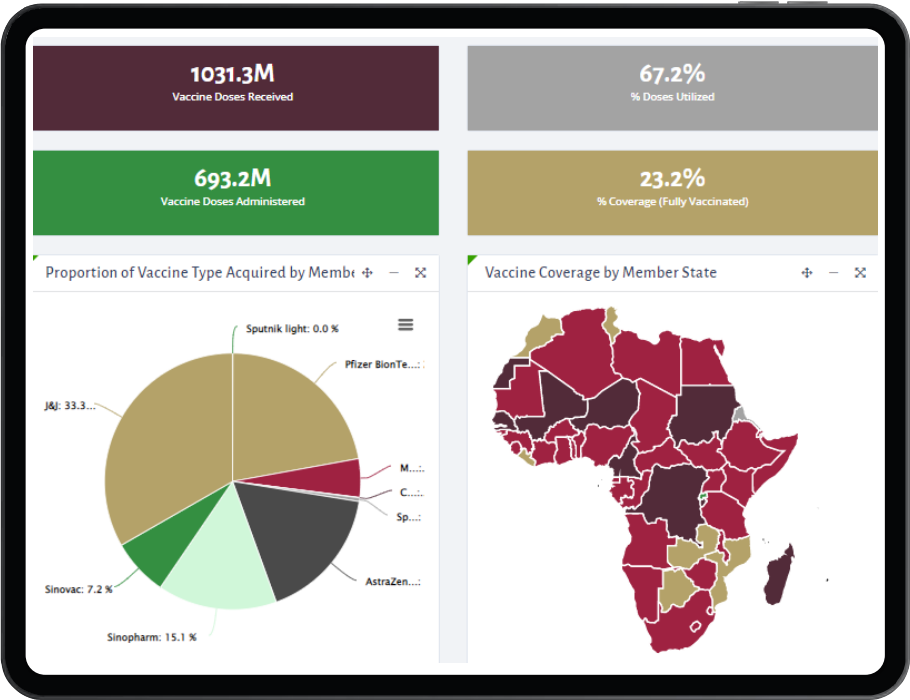 1031.3M
Vaccine Doses Received
67.2%
% Doses Utilized
693.2M
Vaccine Doses Administered
23.2%
% Coverage (Fully Vaccinated)
Proportion of Vaccine Type Acquired by Membe
Vaccine Coverage by Member State
Sputnik light: 0.0 %
Pfizer BionTe...:
J&J: 33.3...
M...:
C...:
Sp...:
AstraZen...:
Sinovac: 7.2 %
Sinopharm: 15.1 %